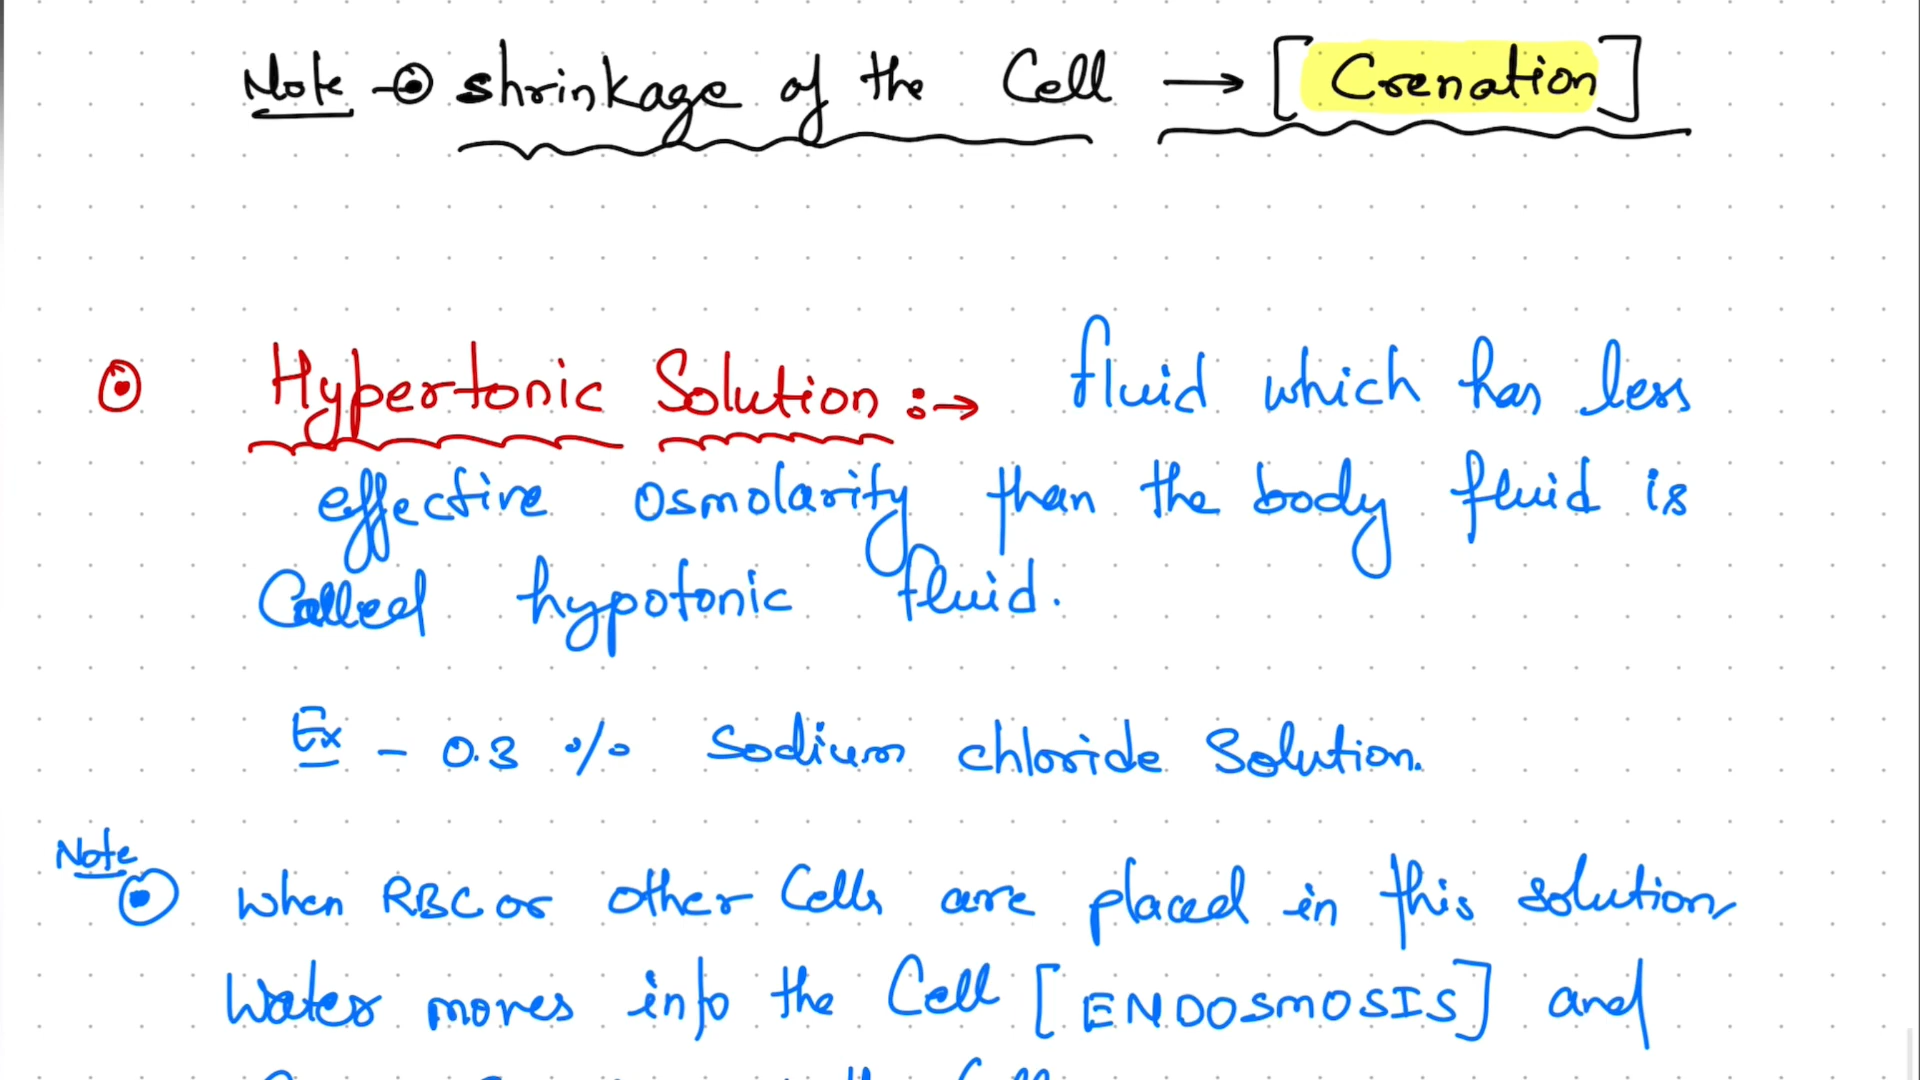 Note → shrinkage of the Cell → [Crenation]
Hypertonic Solution :→ fluid which has less
effective osmolarity than the body fluid is
Called hypotonic fluid.
Ex - 0.3 % Sodium chloride Solution.
Note
When RBC or other Cells are placed in this solution,
Water moves into the Cell [ENDOSMOSIS] and